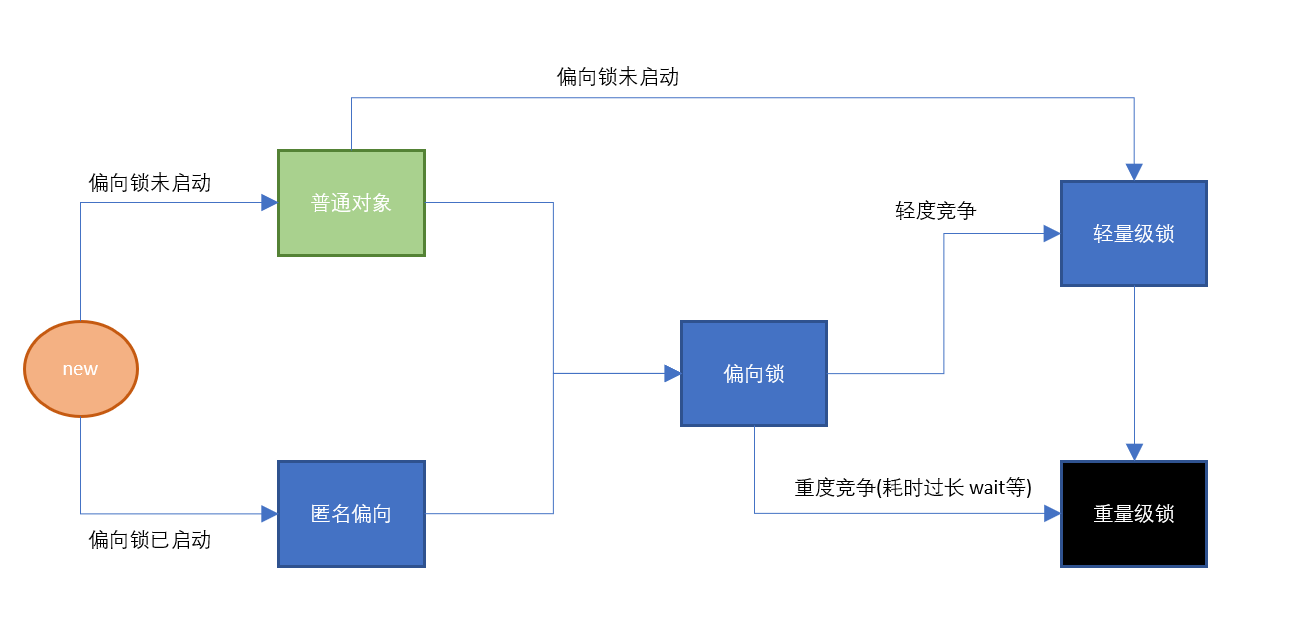 偏向锁未启动
偏向锁未启动
普通对象
轻度竞争
轻量级锁
new
偏向锁
重度竞争(耗时过长 wait等)
匿名偏向
重量级锁
偏向锁已启动